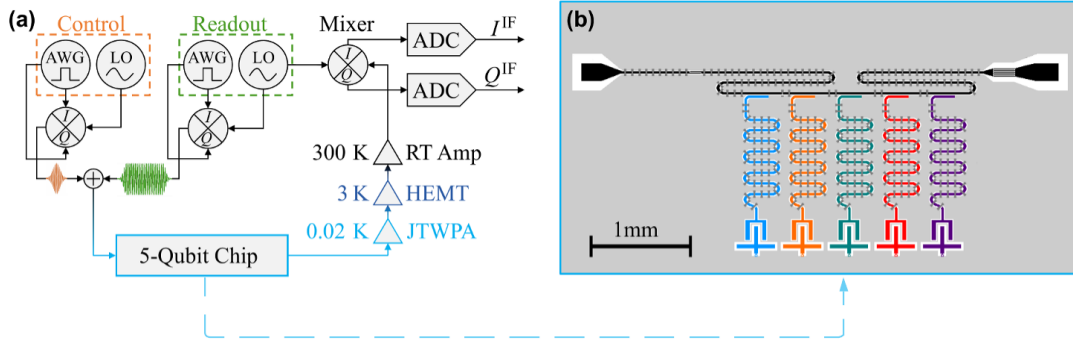 (a)
Control
Readout
Mixer
AWG
LO
AWG
LO
I
Q
I
Q
I
Q
ADC
I^IF
ADC
Q^IF
300 K
RT Amp
3 K
HEMT
0.02 K
JTWPA
5-Qubit Chip
(b)
1mm